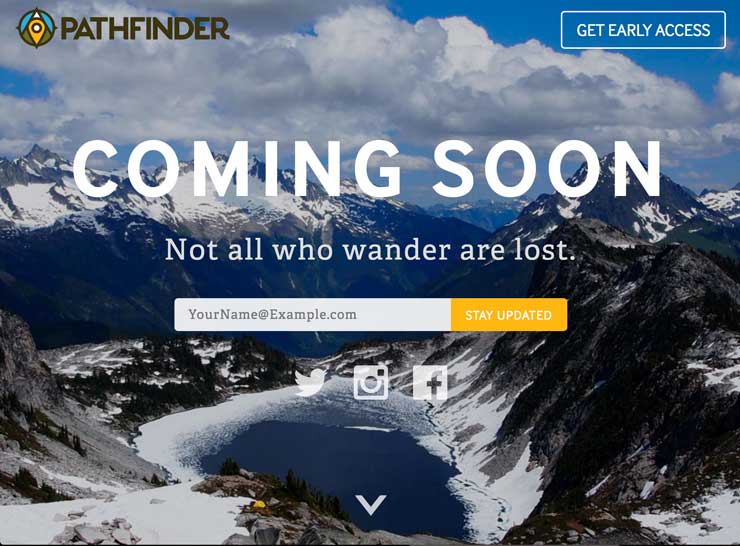 PATHFINDER
GET EARLY ACCESS
COMING SOON
Not all who wander are lost.
YourName@Example.com
STAY UPDATED